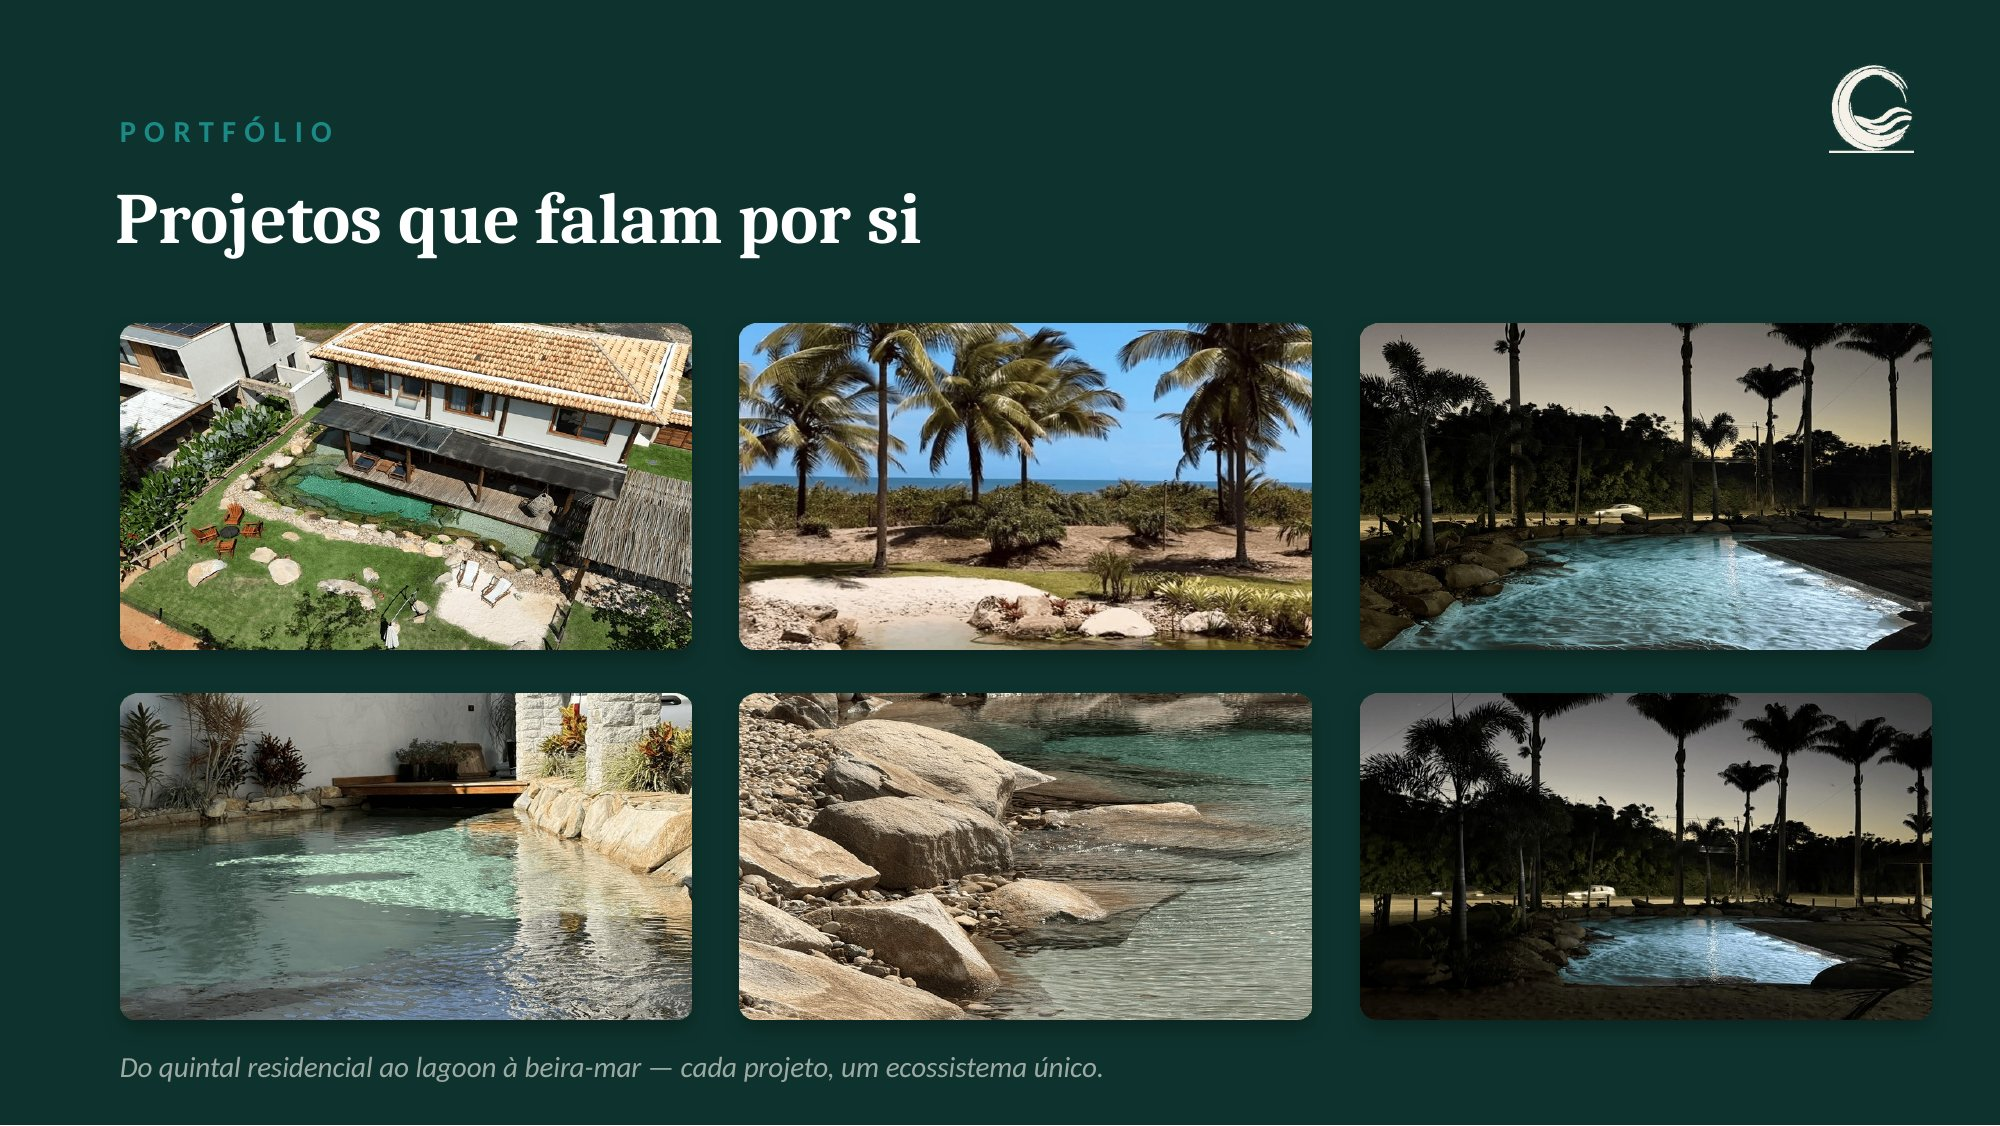 PORTFÓLIO
Projetos que falam por si
Do quintal residencial ao lagoon à beira-mar — cada projeto, um ecossistema único.